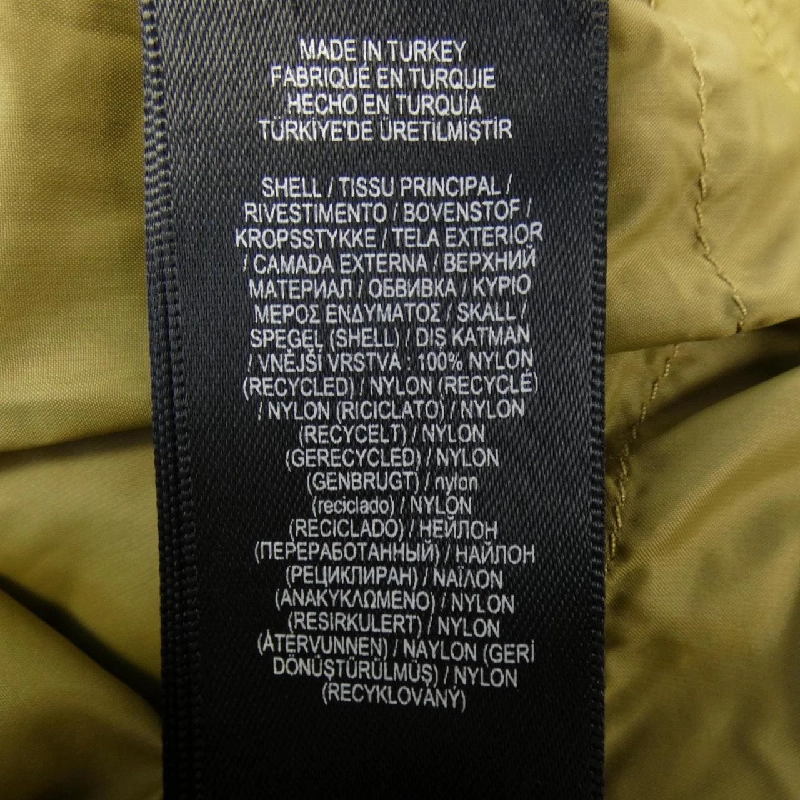 MADE IN TURKEY
FABRIQUÉ EN TURQUIE
HECHO EN TURQUÍA
TÜRKİYE'DE ÜRETİLMİŞTİR
SHELL / TISSU PRINCIPAL /
RIVESTIMENTO / BOVENSTOF /
KROPSSTYKKE / TELA EXTERIOR
/ CAMADA EXTERNA / ВЕРХНИЙ
МАТЕРИАЛ / ОБВИВКА / ΚΥΡΙΟ
ΜΕΡΟΣ ΕΝΔΥΜΑΤΟΣ / SKALL /
SPEGEL (SHELL) / DIŞ KATMAN
/ VNĚJŠÍ VRSTVA : 100% NYLON
(RECYCLED) / NYLON (RECYCLÉ)
/ NYLON (RICICLATO) / NYLON
(RECYCELT) / NYLON
(GERECYCLED) / NYLON
(GENBRUGT) / nylon
(reciclado) / NYLON
(RECICLADO) / НЕЙЛОН
(ПЕРЕРАБОТАННЫЙ) / НАЙЛОН
(РЕЦИКЛИРАН) / ΝΑΪΛΟΝ
(ΑΝΑΚΥΚΛΩΜΕΝΟ) / NYLON
(RESIRKULERT) / NYLON
(ÅTERVUNNEN) / NAYLON (GERİ
DÖNÜŞTÜRÜLMÜŞ) / NYLON
(RECYKLOVANÝ)